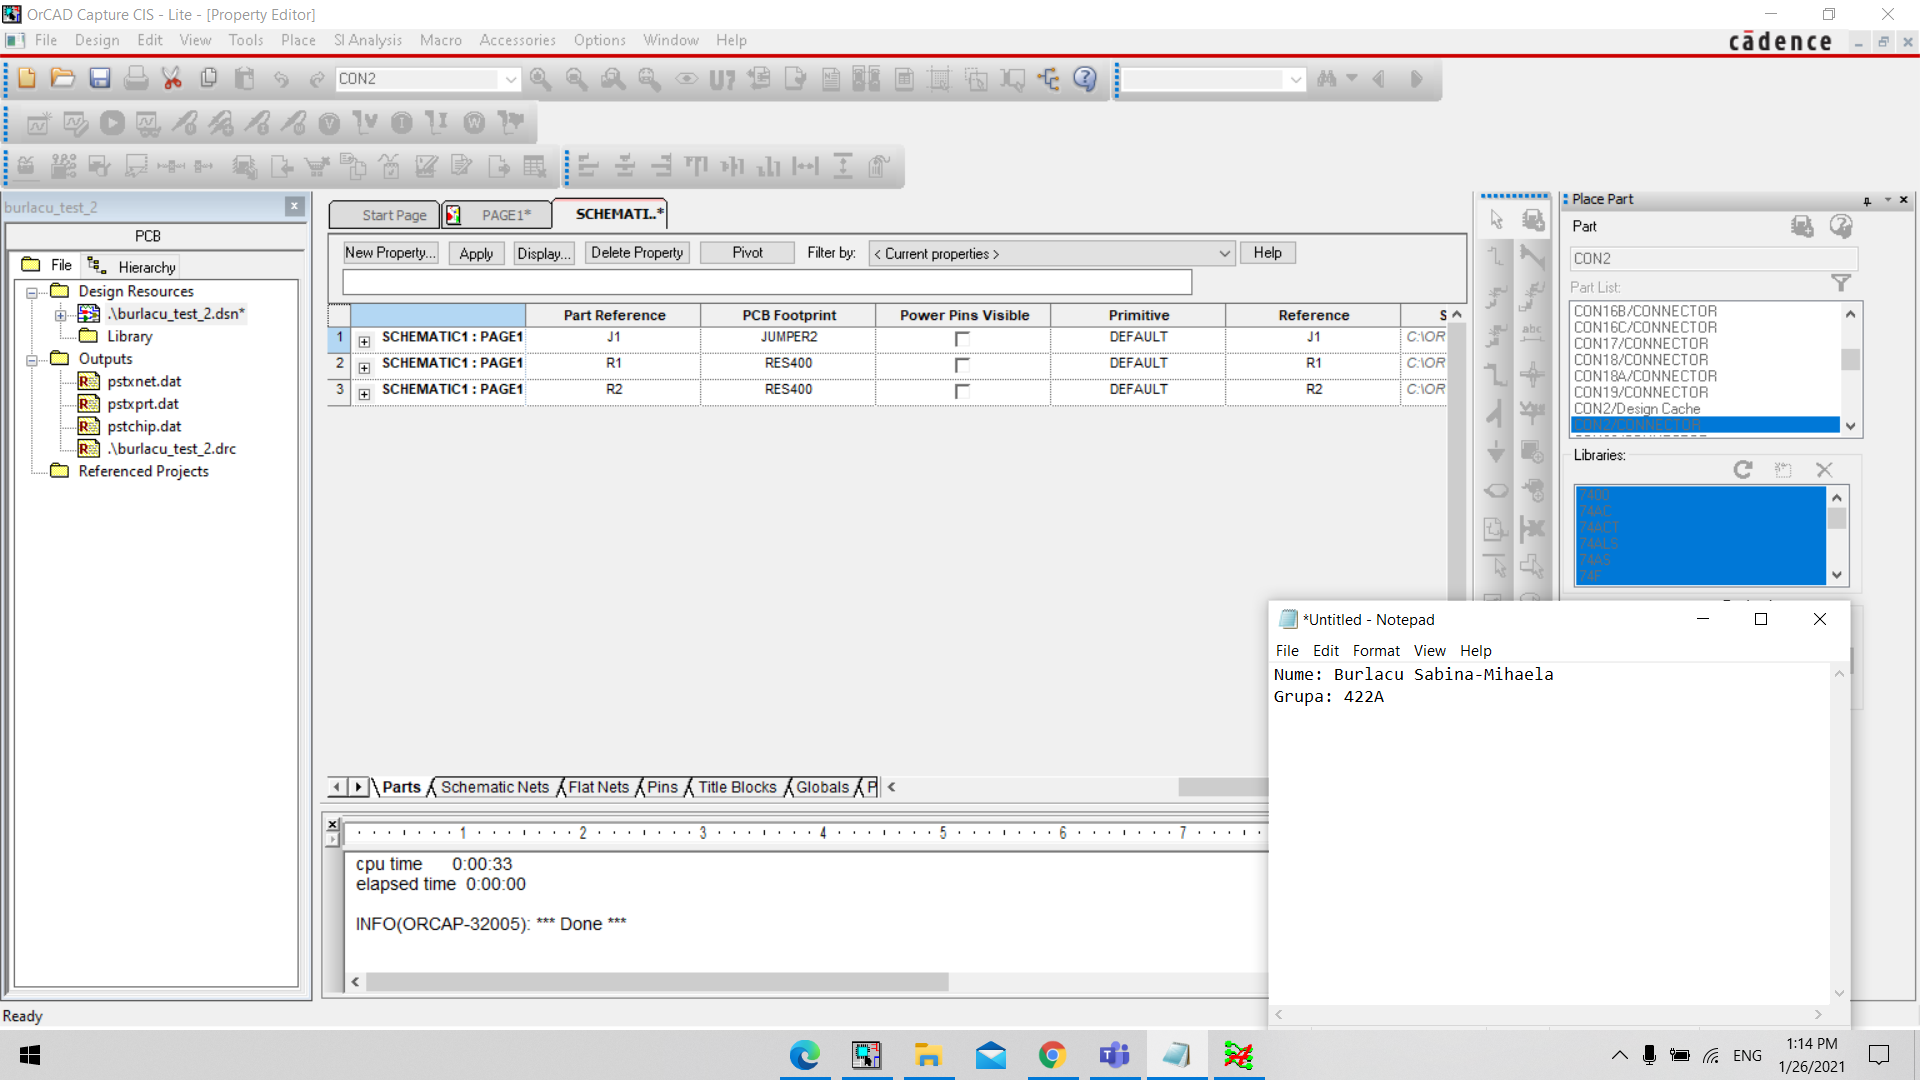 OrCAD Capture CIS - Lite - [Property Editor]
File Design Edit View Tools Place SI Analysis Macro Accessories Options Window Help
cādence
CON2
U?
burlacu_test_2
PCB
File
Hierarchy
Design Resources
.\burlacu_test_2.dsn*
Library
Outputs
pstxnet.dat
pstxprt.dat
pstchip.dat
.\burlacu_test_2.drc
Referenced Projects
Start Page
PAGE1*
SCHEMATI..*
New Property... Apply Display... Delete Property Pivot Filter by: < Current properties > Help
Part Reference PCB Footprint Power Pins Visible Primitive Reference S
1 SCHEMATIC1 : PAGE1 J1 JUMPER2 DEFAULT J1 C:\OR
2 SCHEMATIC1 : PAGE1 R1 RES400 DEFAULT R1 C:\OR
3 SCHEMATIC1 : PAGE1 R2 RES400 DEFAULT R2 C:\OR
Parts Schematic Nets Flat Nets Pins Title Blocks Globals P
1 2 3 4 5 6 7
cpu time 0:00:33
elapsed time 0:00:00
INFO(ORCAP-32005): *** Done ***
Place Part
Part
CON2
Part List:
CON16B/CONNECTOR
CON16C/CONNECTOR
CON17/CONNECTOR
CON18/CONNECTOR
CON18A/CONNECTOR
CON19/CONNECTOR
CON2/Design Cache
CON2/CONNECTOR
Libraries:
7400
74AC
74ACT
74ALS
74AS
74F
*Untitled - Notepad
File Edit Format View Help
Nume: Burlacu Sabina-Mihaela
Grupa: 422A
Ready
ENG
1:14 PM
1/26/2021